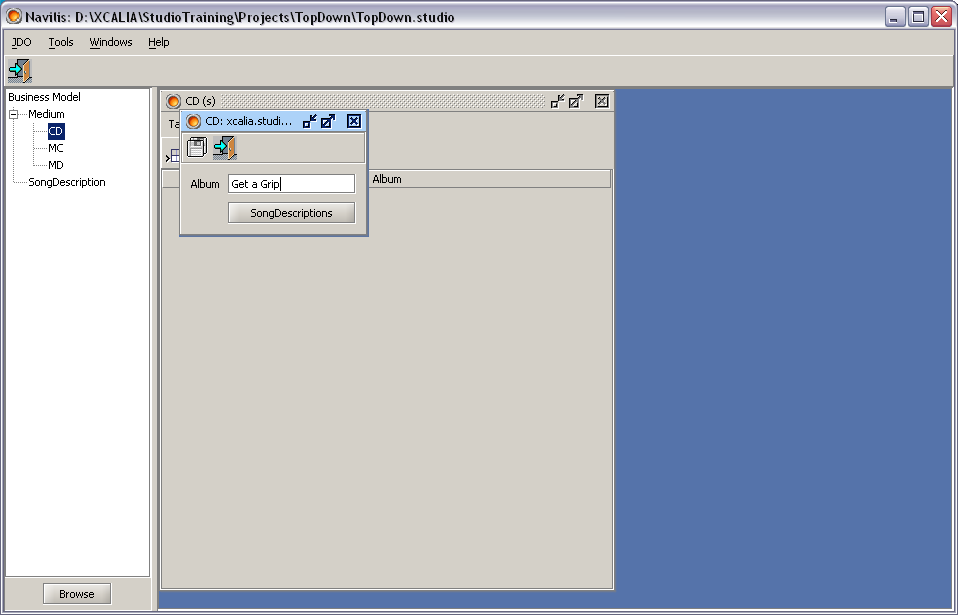 Navilis: D:\XCALIA\StudioTraining\Projects\TopDown\TopDown.studio
JDO Tools Windows Help
Business Model
Medium
CD
MC
MD
SongDescription
Browse
CD (s)
Ta
CD: xcalia.studi...
Album Get a Grip
SongDescriptions
Album